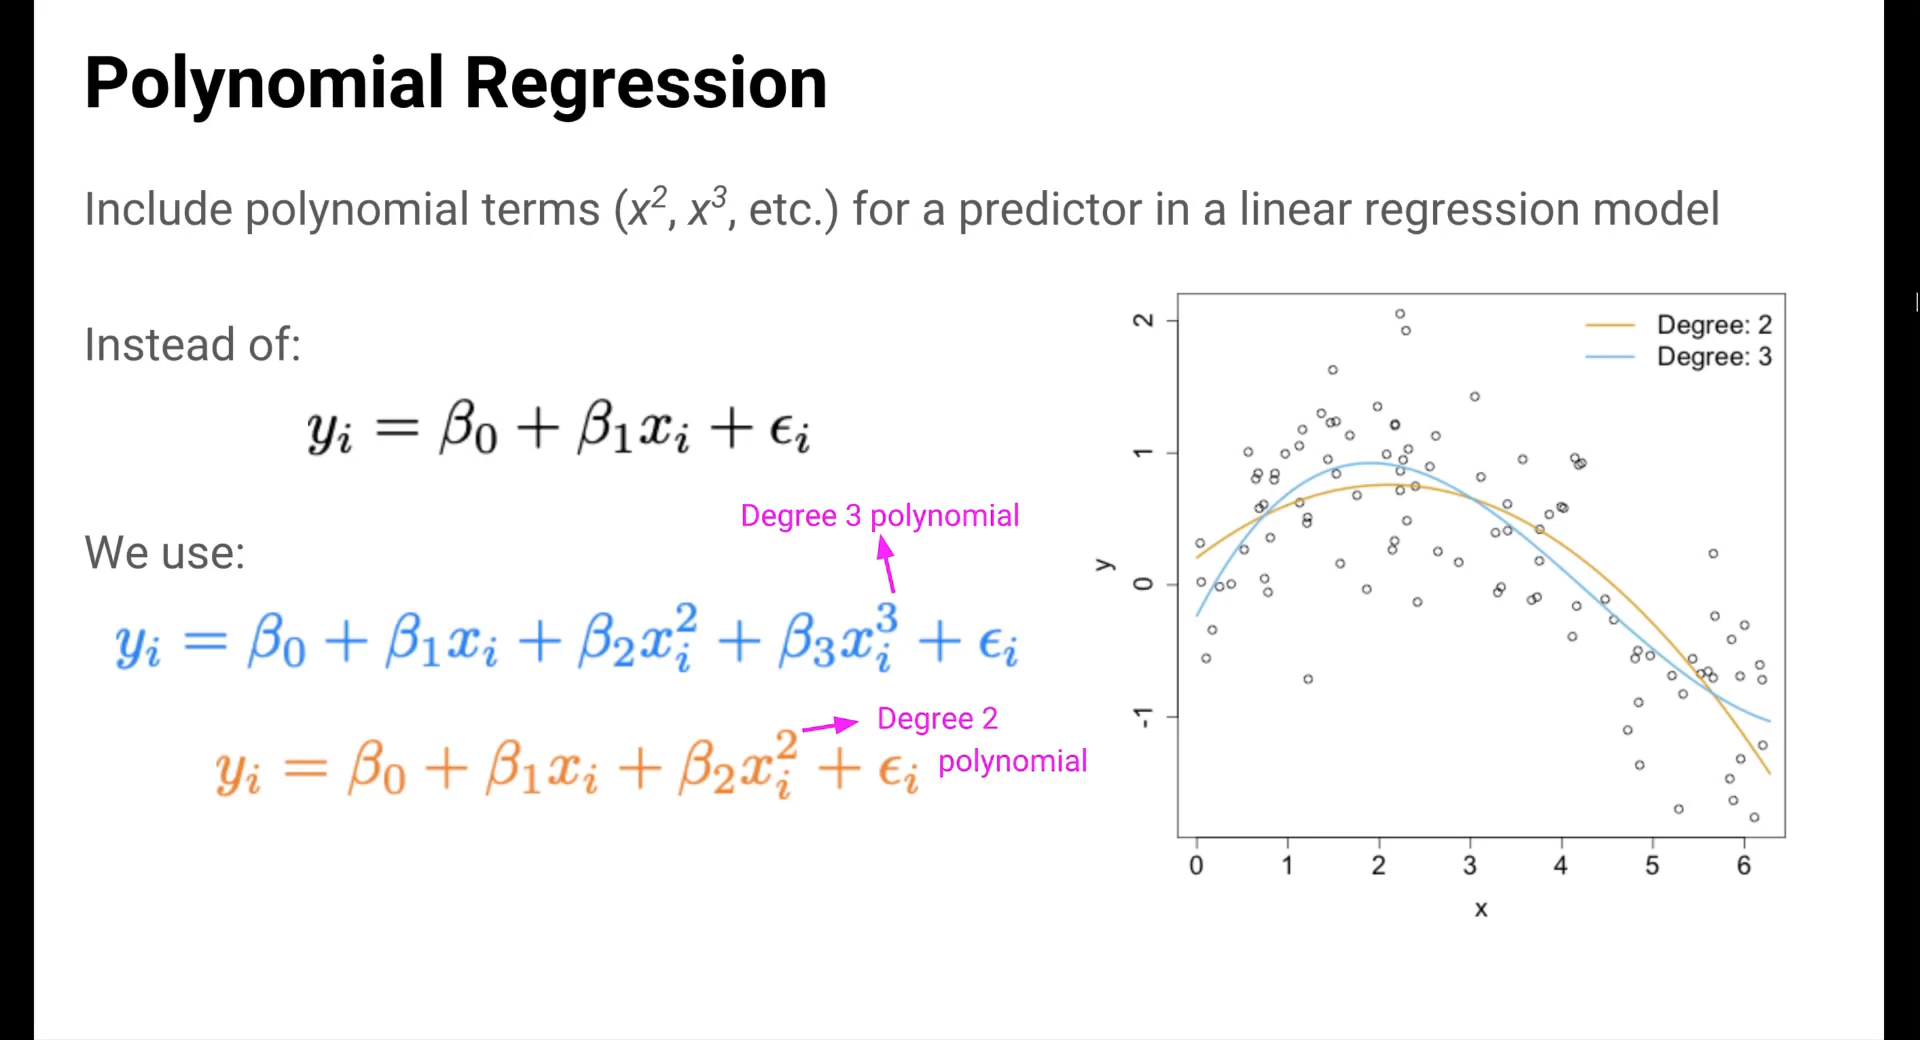 Polynomial Regression
Include polynomial terms (x², x³, etc.) for a predictor in a linear regression model
Instead of:
yᵢ = β₀ + β₁xᵢ + ϵᵢ
Degree 3 polynomial
We use:
yᵢ = β₀ + β₁xᵢ + β₂xᵢ² + β₃xᵢ³ + ϵᵢ
Degree 2
polynomial
yᵢ = β₀ + β₁xᵢ + β₂xᵢ² + ϵᵢ
Degree: 2
Degree: 3
2
1
0
-1
y
0 1 2 3 4 5 6
x